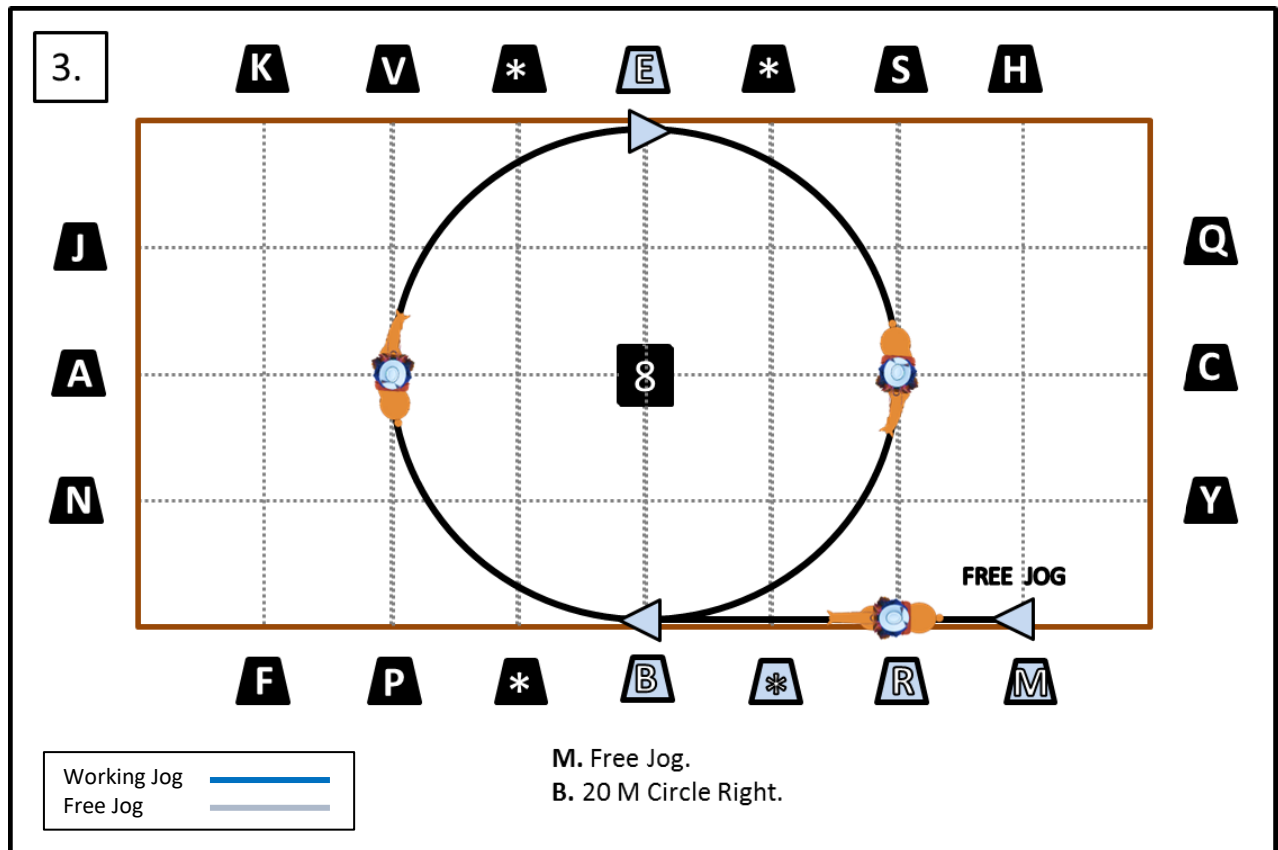 3.
K V * E * S H
J Q
A 8 C
N Y
FREE JOG
F P * B * R M
Working Jog
Free Jog
M. Free Jog.
B. 20 M Circle Right.